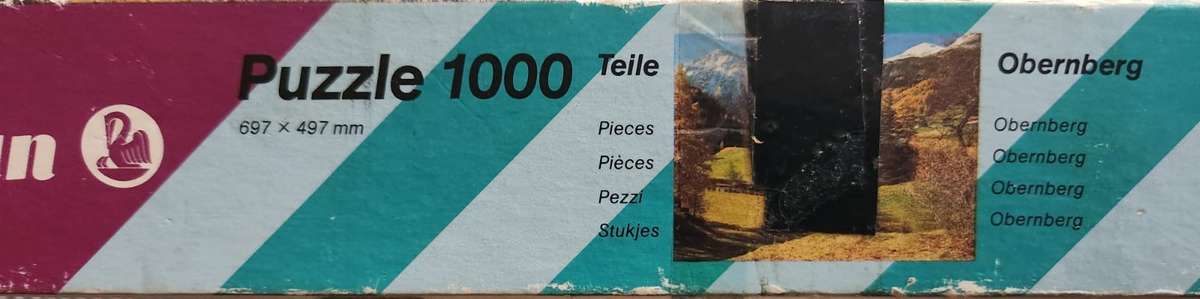 Puzzle 1000 Teile
697 × 497 mm
Pieces
Pièces
Pezzi
Stukjes
Obernberg
Obernberg
Obernberg
Obernberg
Obernberg